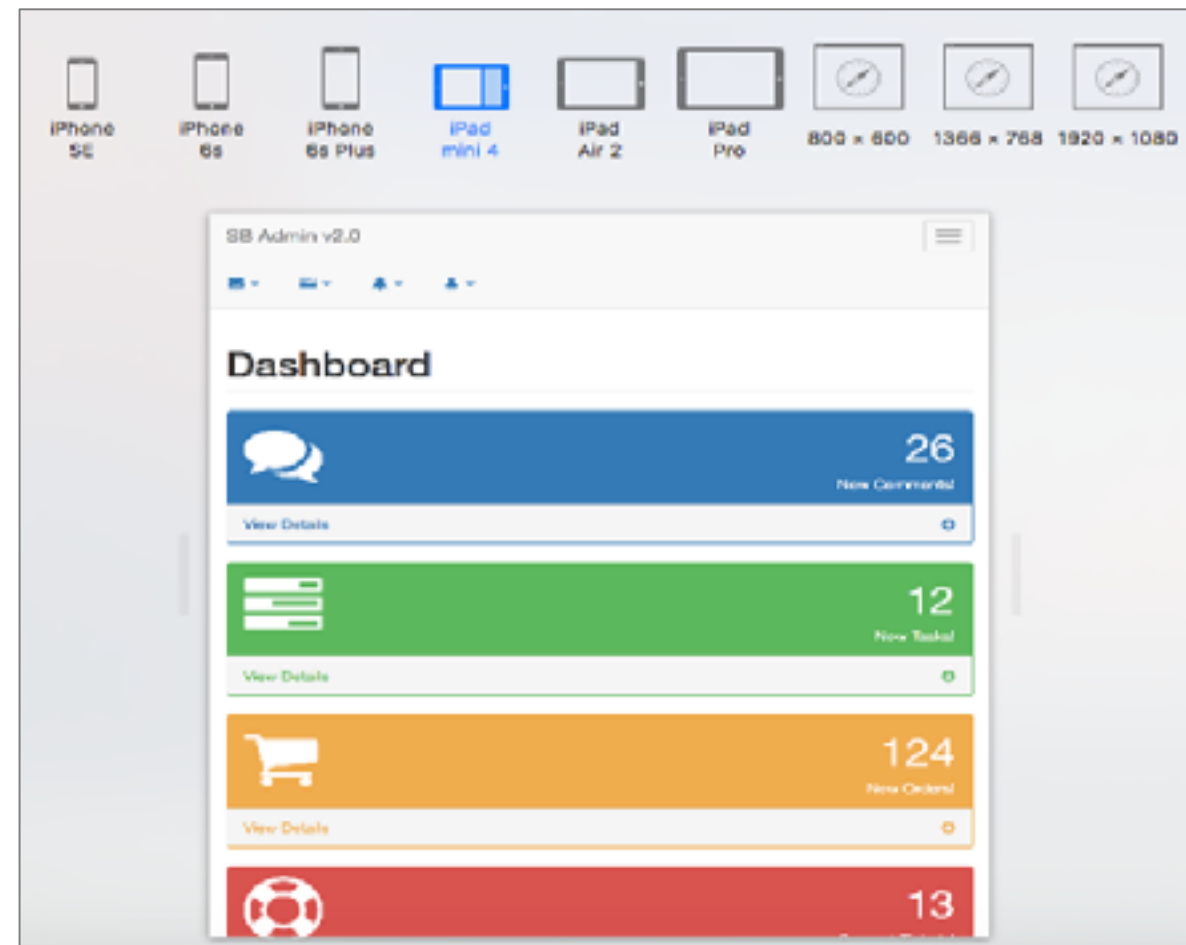 iPhone SE
iPhone 6s
iPhone 6s Plus
iPad mini 4
iPad Air 2
iPad Pro
800 × 600
1366 × 768
1920 × 1080
SB Admin v2.0
Dashboard
26
New Comments!
View Details
12
New Tasks!
View Details
124
New Orders!
View Details
13